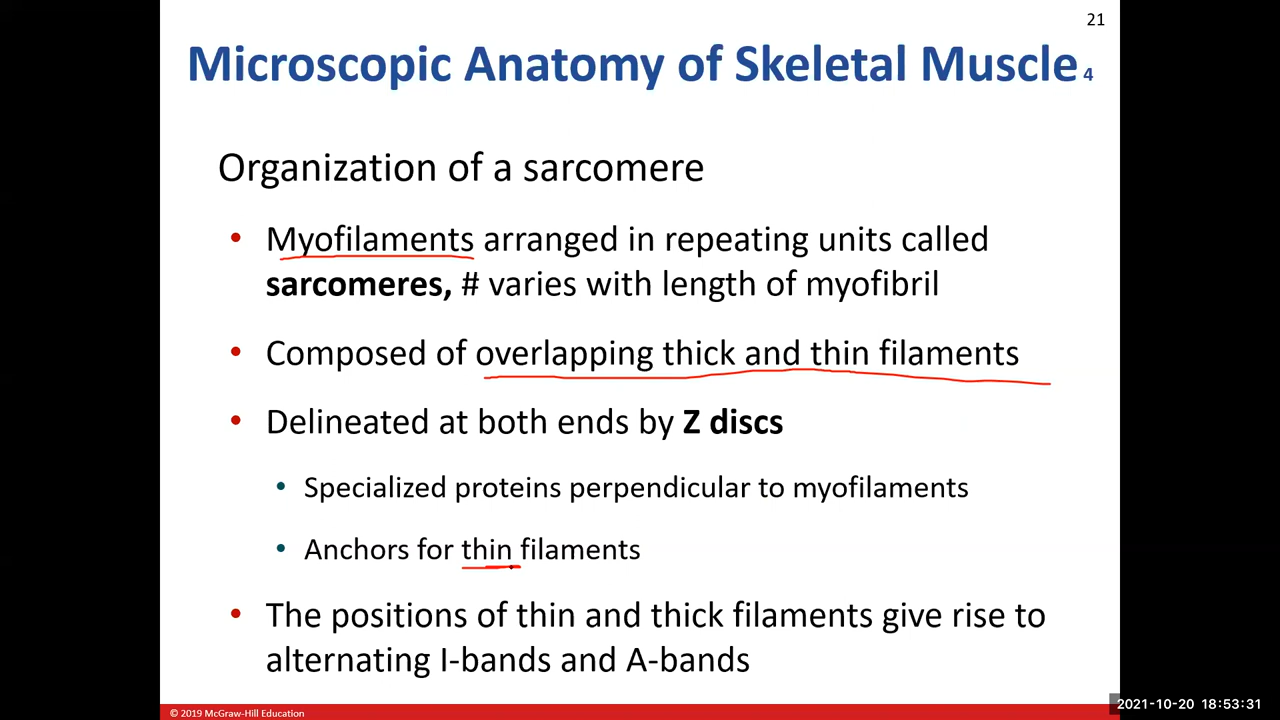 21
Microscopic Anatomy of Skeletal Muscle 4
Organization of a sarcomere
• Myofilaments arranged in repeating units called
sarcomeres, # varies with length of myofibril
• Composed of overlapping thick and thin filaments
• Delineated at both ends by Z discs
• Specialized proteins perpendicular to myofilaments
• Anchors for thin filaments
• The positions of thin and thick filaments give rise to
alternating I-bands and A-bands
© 2019 McGraw-Hill Education
2021-10-20 18:53:31